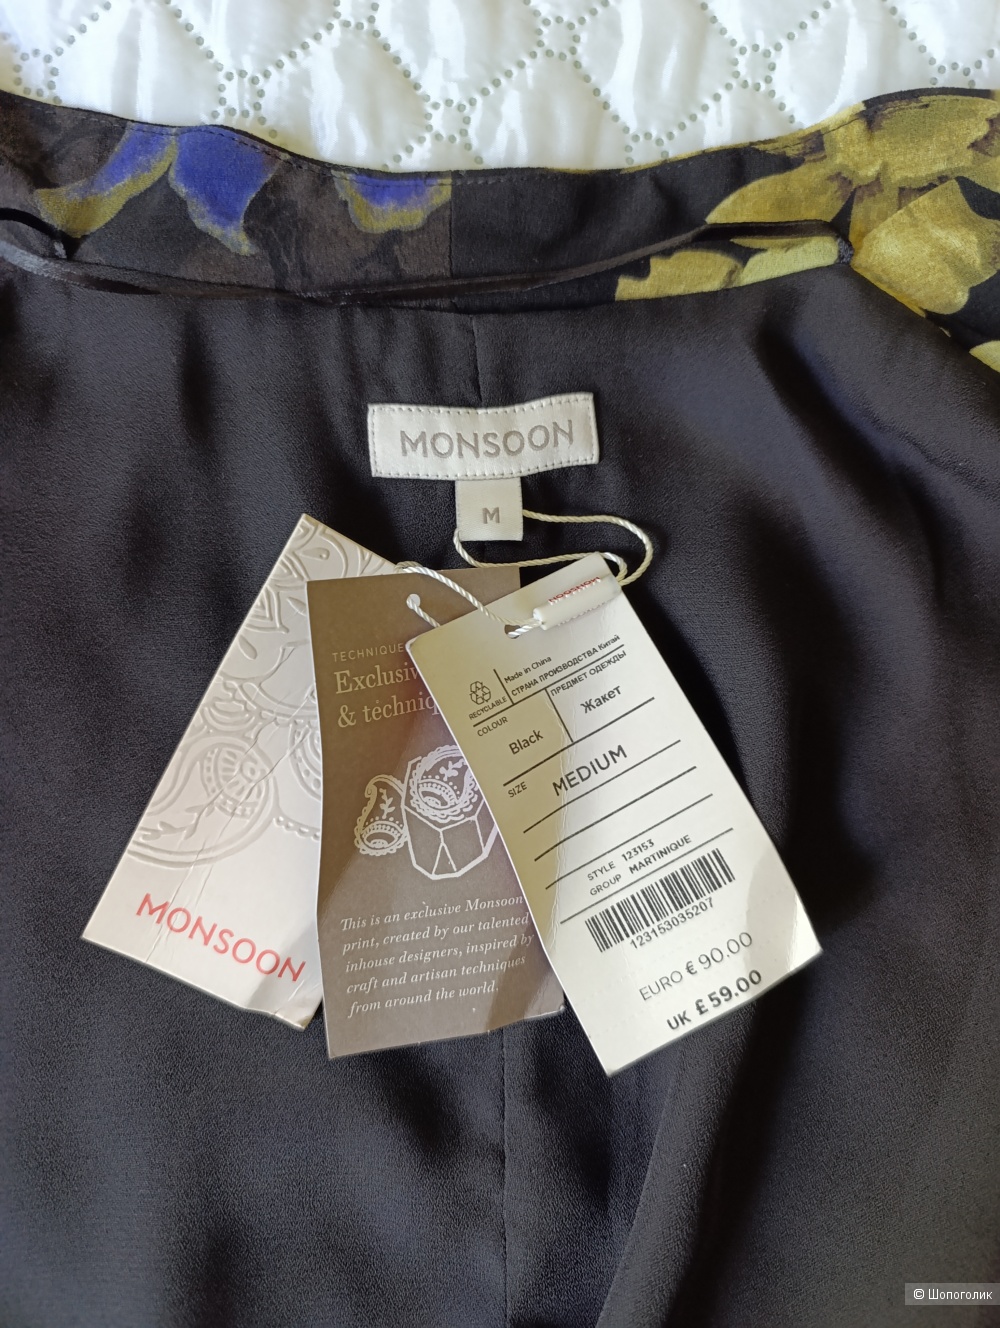 MONSOON
M
MONSOON
TECHNIQUE
Exclusiv
& techniq
This is an exclusive Monsoon
print, created by our talented
inhouse designers, inspired by
craft and artisan techniques
from around the world.
MONSOON
MONSOON
RECYCLABLE
Made in China
СТРАНА ПРОИЗВОДСТВА Китай
ПРЕДМЕТ ОДЕЖДЫ
Жакет
COLOUR
Black
SIZE MEDIUM
STYLE 123153
GROUP MARTINIQUE
123153035207
EURO € 90.00
UK £59.00
© Шопоголик